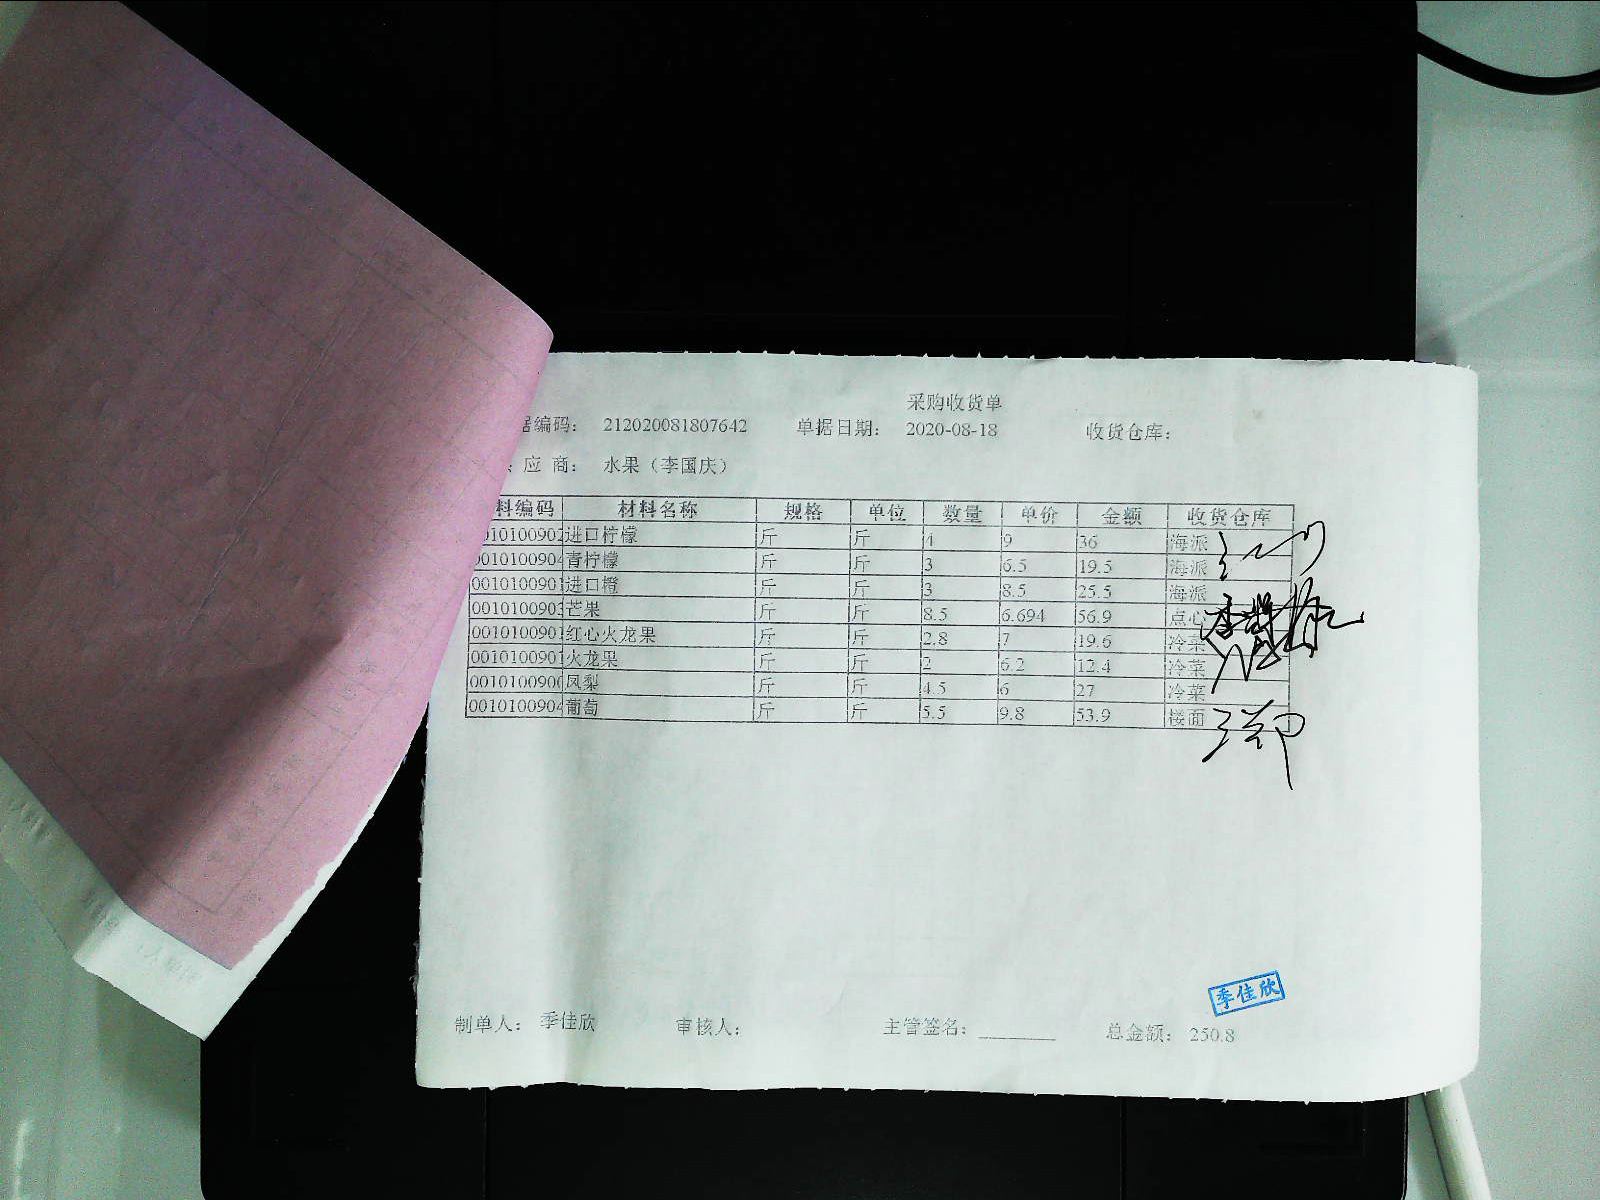 采购收货单
据编码： 212020081807642 单据日期： 2020-08-18 收货仓库：
应 商： 水果（李国庆）
料编码 材料名称 规格 单位 数量 单价 金额 收货仓库
010100902 进口柠檬 斤 斤 4 9 36 海派
0010100904 青柠檬 斤 斤 3 6.5 19.5 海派
0010100901 进口橙 斤 斤 3 8.5 25.5 海派
0010100903 芒果 斤 斤 8.5 6.694 56.9 点心
0010100901 红心火龙果 斤 斤 2.8 7 19.6 冷菜
0010100901 火龙果 斤 斤 2 6.2 12.4 冷菜
001010090 凤梨 斤 斤 4.5 6 27 冷菜
0010100904 葡萄 斤 斤 5.5 9.8 53.9 楼面
季佳欣
制单人： 季佳欣 审核人： 主管签名： 总金额： 250.8